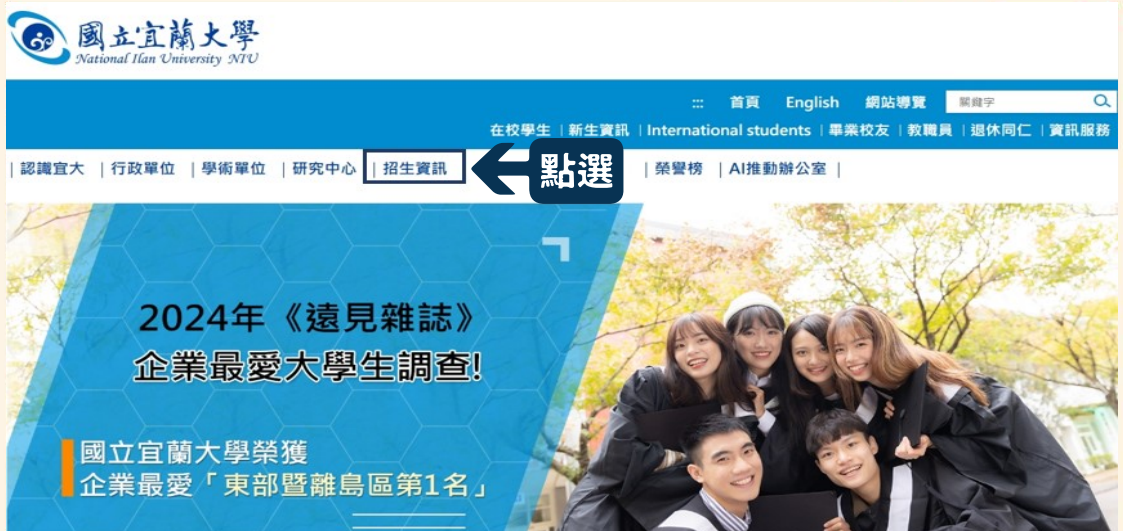 國立宜蘭大學
National Ilan University NIU
::: 首頁 English 網站導覽 關鍵字
在校學生 | 新生資訊 | International students | 畢業校友 | 教職員 | 退休同仁 | 資訊服務
| 認識宜大 | 行政單位 | 學術單位 | 研究中心 | 招生資訊 點選 | 榮譽榜 | AI推動辦公室 |
2024年《遠見雜誌》
企業最愛大學生調查!
國立宜蘭大學榮獲
企業最愛「東部暨離島區第1名」